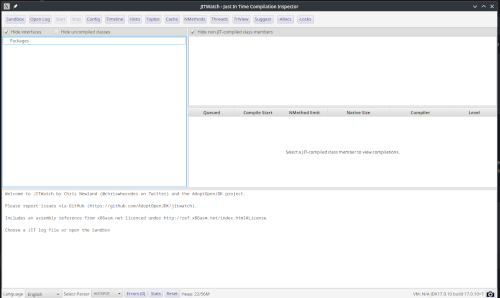 JITWatch - Just In Time Compilation Inspector
Sandbox Open Log Start Stop Config Timeline Histo TopList Cache NMethods Threads TriView Suggest -Allocs -Locks
Hide interfaces Hide uncompiled classes
Hide non JIT-compiled class members
Packages
Queued Compile Start NMethod Emit Native Size Compiler Level
Select a JIT-compiled class member to view compilations.
Welcome to JITWatch by Chris Newland (@chriswhocodes on Twitter) and the AdoptOpenJDK project.
Please report issues via GitHub (https://github.com/AdoptOpenJDK/jitwatch).
Includes an assembly reference from x86asm.net licenced under http://ref.x86asm.net/index.html#License
Choose a JIT log file or open the Sandbox
Language English Select Parser HOTSPOT Errors (0) Stats Reset Heap: 22/96M
VM: N/A JDK17.0.10 build 17.0.10+7